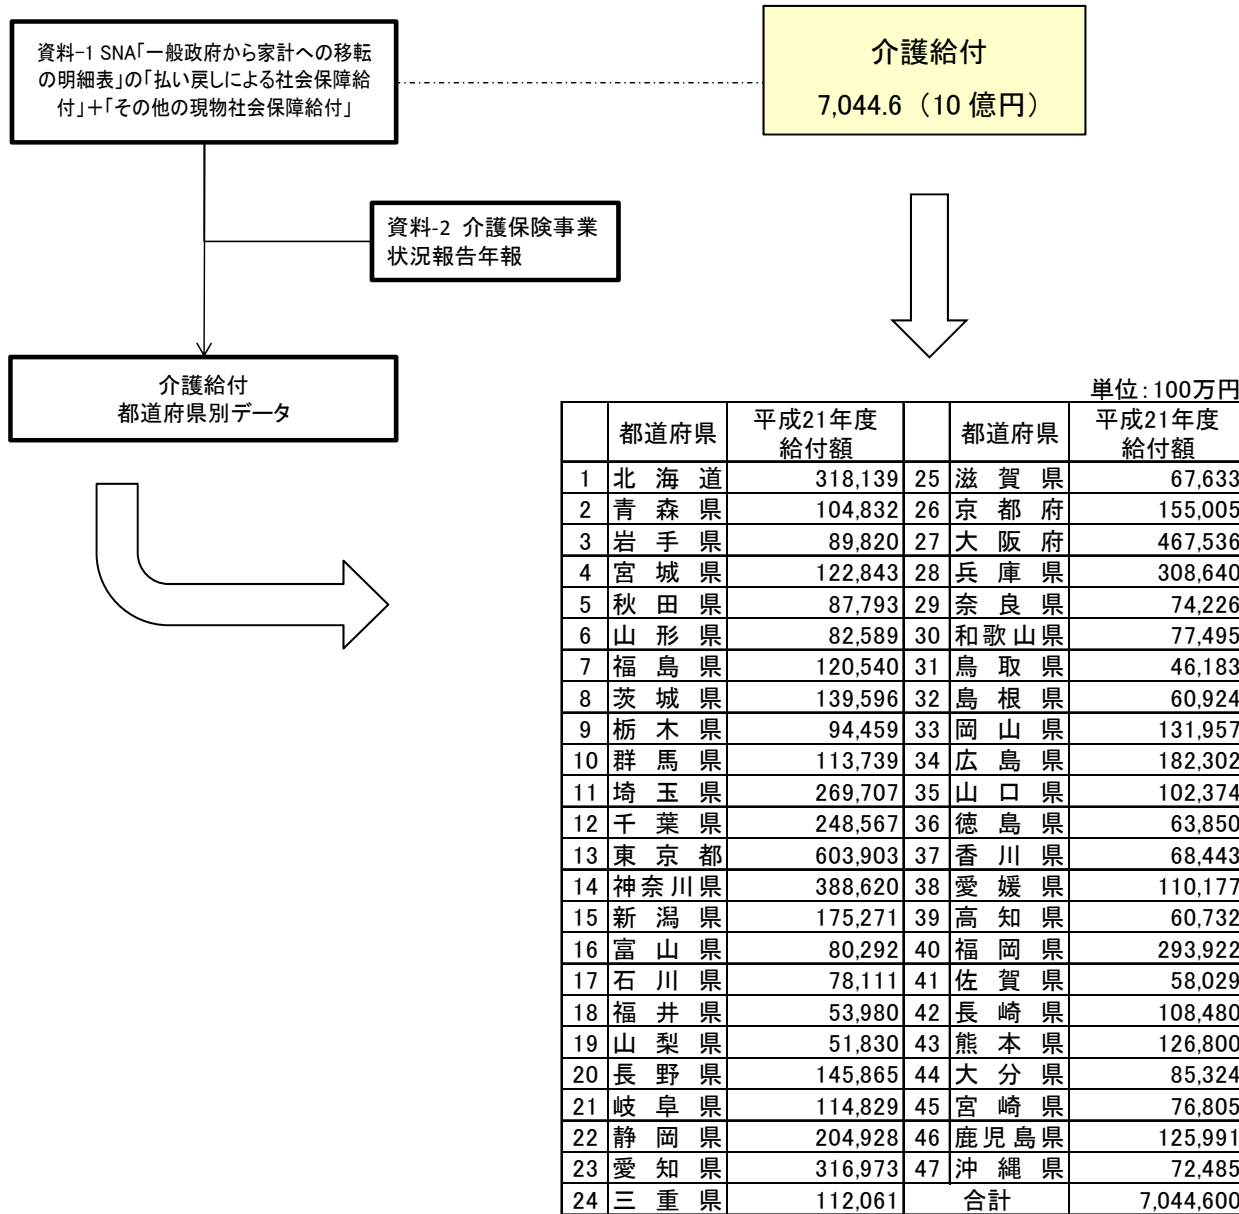 資料-1 SNA「一般政府から家計への移転
の明細表」の「払い戻しによる社会保障給
付」+「その他の現物社会保障給付」
介護給付
7,044.6（10 億円）
資料-2 介護保険事業
状況報告年報
介護給付
都道府県別データ
単位：100万円
都道府県 平成21年度 給付額 都道府県 平成21年度 給付額
1 北海道 318,139 25 滋賀県 67,633
2 青森県 104,832 26 京都府 155,005
3 岩手県 89,820 27 大阪府 467,536
4 宮城県 122,843 28 兵庫県 308,640
5 秋田県 87,793 29 奈良県 74,226
6 山形県 82,589 30 和歌山県 77,495
7 福島県 120,540 31 鳥取県 46,183
8 茨城県 139,596 32 島根県 60,924
9 栃木県 94,459 33 岡山県 131,957
10 群馬県 113,739 34 広島県 182,302
11 埼玉県 269,707 35 山口県 102,374
12 千葉県 248,567 36 徳島県 63,850
13 東京都 603,903 37 香川県 68,443
14 神奈川県 388,620 38 愛媛県 110,177
15 新潟県 175,271 39 高知県 60,732
16 富山県 80,292 40 福岡県 293,922
17 石川県 78,111 41 佐賀県 58,029
18 福井県 53,980 42 長崎県 108,480
19 山梨県 51,830 43 熊本県 126,800
20 長野県 145,865 44 大分県 85,324
21 岐阜県 114,829 45 宮崎県 76,805
22 静岡県 204,928 46 鹿児島県 125,991
23 愛知県 316,973 47 沖縄県 72,485
24 三重県 112,061 合計 7,044,600